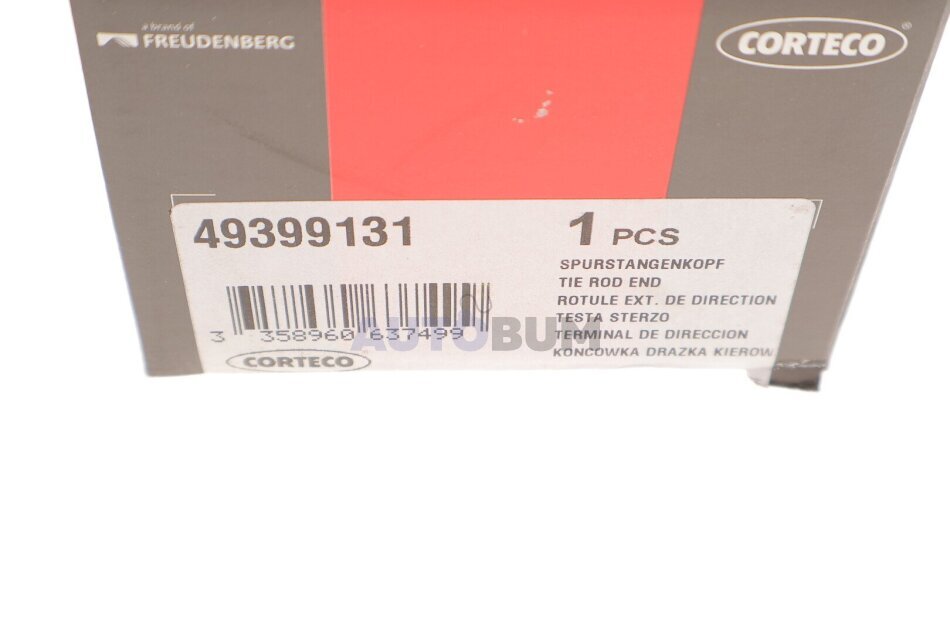 a brand of
FREUDENBERG
CORTECO®
49399131
1 PCS
SPURSTANGENKOPF
TIE ROD END
ROTULE EXT. DE DIRECTION
TESTA STERZO
TERMINAL DE DIRECCION
KONCOWKA DRAZKA KIEROW
3 358960 637499
CORTECO
AUTOBUM